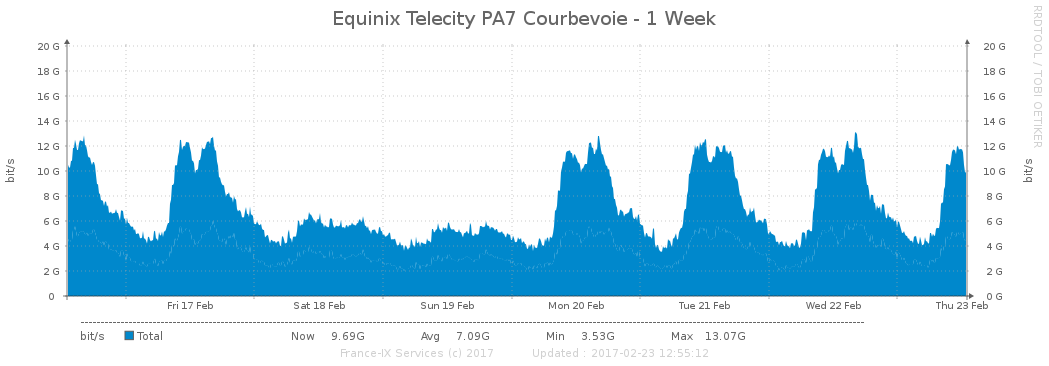 Equinix Telecity PA7 Courbevoie - 1 Week
RRDTOOL / TOBI OETIKER
bit/s
20 G 20 G
18 G 18 G
16 G 16 G
14 G 14 G
12 G 12 G
10 G 10 G
8 G 8 G
6 G 6 G
4 G 4 G
2 G 2 G
0 0 G
bit/s
Fri 17 Feb Sat 18 Feb Sun 19 Feb Mon 20 Feb Tue 21 Feb Wed 22 Feb Thu 23 Feb
bit/s Total Now 9.69G Avg 7.09G Min 3.53G Max 13.07G
France-IX Services (c) 2017 Updated : 2017-02-23 12:55:12